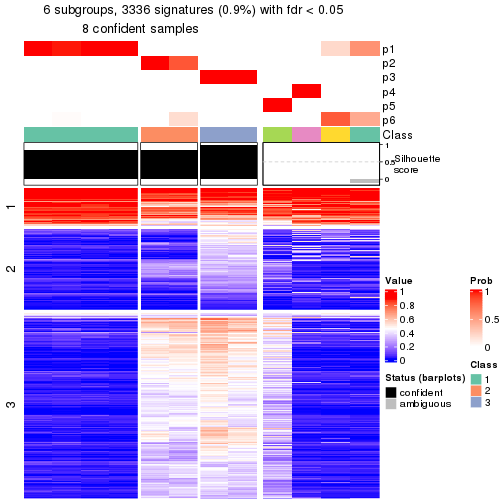 6 subgroups, 3336 signatures (0.9%) with fdr < 0.05
8 confident samples
p1
p2
p3
p4
p5
p6
Class
1
0.5
0
Silhouette
score
1
2
3
Value
1
0.8
0.6
0.4
0.2
0
Prob
1
0.5
0
Status (barplots)
confident
ambiguous
Class
1
2
3